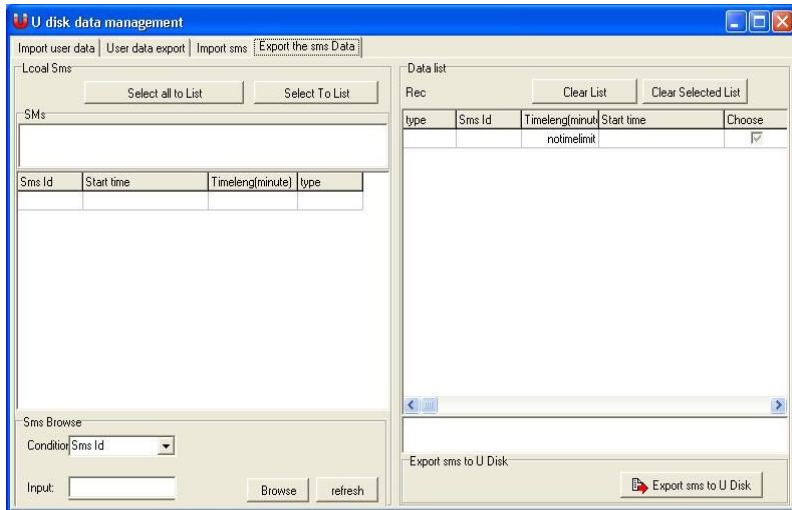 U disk data management
Import user data User data export Import sms Export the sms Data
Lcoal Sms
Select all to List Select To List
SMs
Sms Id Start time Timeleng(minute) type
Sms Browse
Condition Sms Id
Input: Browse refresh
Data list
Rec Clear List Clear Selected List
type Sms Id Timeleng(minute Start time Choose
notimelimit
Export sms to U Disk
Export sms to U Disk